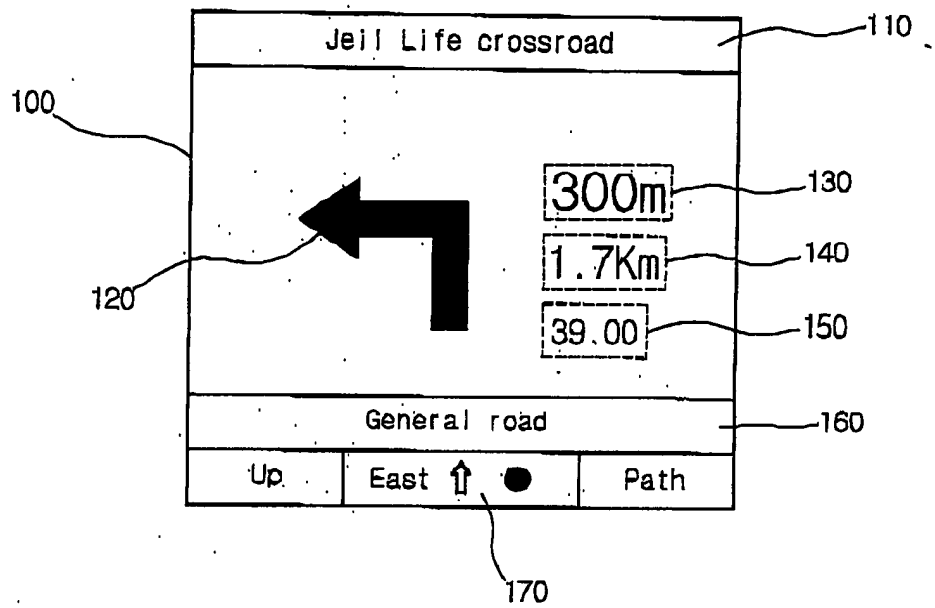 Jeil Life crossroad
110
100
300m
130
1.7Km
140
120
39.00
150
General road
160
Up East ⇧ ● Path
170